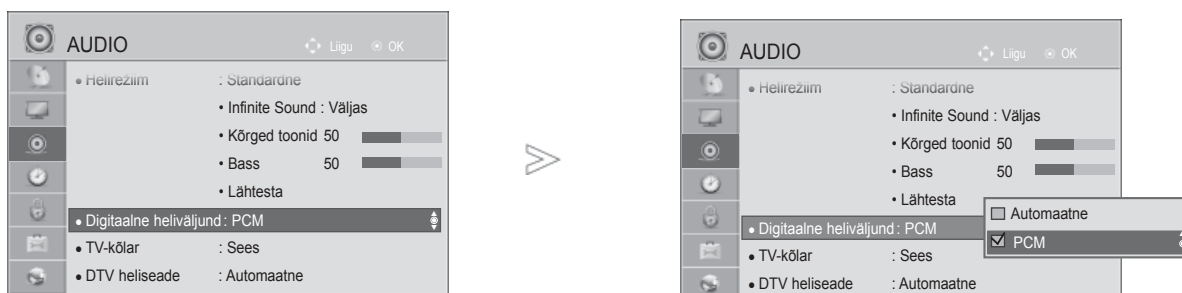 AUDIO
Liigu OK
• Helirežiim : Standardne
• Infinite Sound : Väljas
• Kõrged toonid 50
• Bass 50
• Lähtesta
• Digitaalne heliväljund : PCM
• TV-kõlar : Sees
• DTV heliseade : Automaatne
AUDIO
Liigu OK
• Helirežiim : Standardne
• Infinite Sound : Väljas
• Kõrged toonid 50
• Bass 50
• Lähtesta
• Digitaalne heliväljund : PCM
• TV-kõlar : Sees
• DTV heliseade : Automaatne
Automaatne
PCM